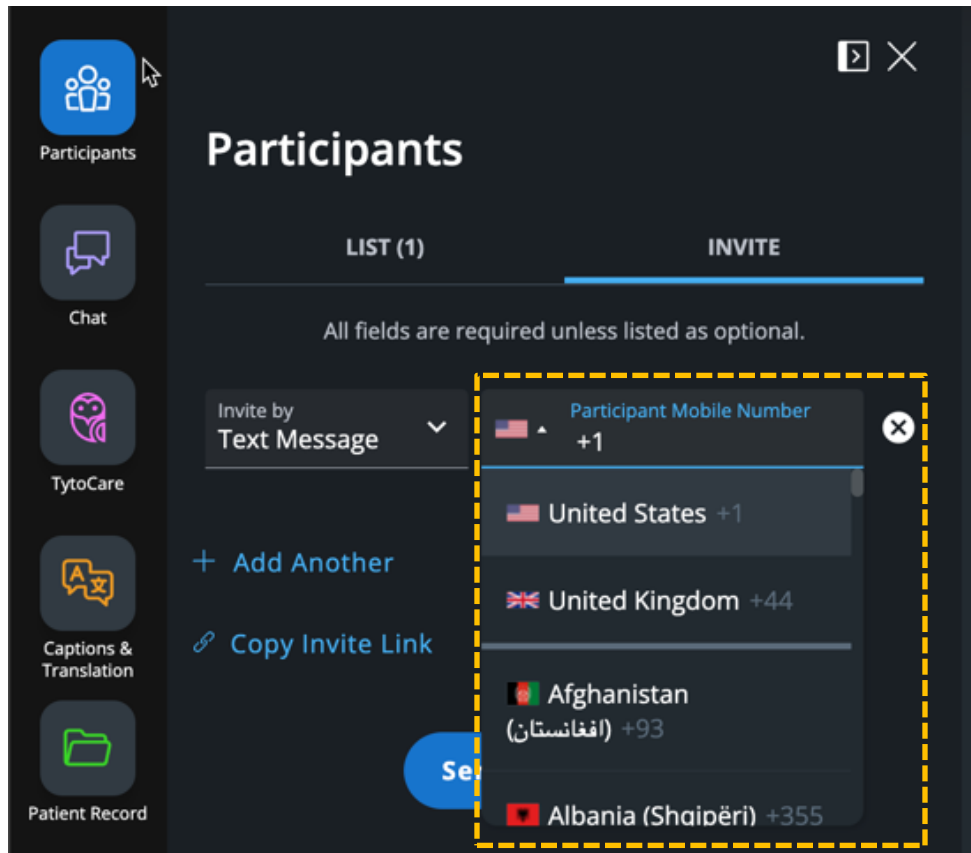 Participants
Chat
TytoCare
Captions &
Translation
Patient Record
Participants
LIST (1)
INVITE
All fields are required unless listed as optional.
Invite by
Text Message
Participant Mobile Number
+1
United States +1
United Kingdom +44
Afghanistan
(افغانستان) +93
Albania (Shqipëri) +355
+ Add Another
Copy Invite Link